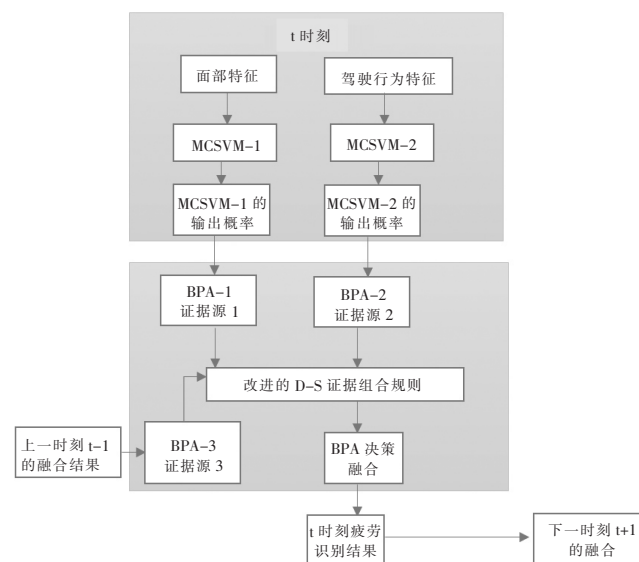 t 时刻
面部特征
驾驶行为特征
MCSVM-1
MCSVM-2
MCSVM-1 的
输出概率
MCSVM-2 的
输出概率
BPA-1
证据源 1
BPA-2
证据源 2
改进的 D-S 证据组合规则
上一时刻 t-1
的融合结果
BPA-3
证据源 3
BPA 决策
融合
t 时刻疲劳
识别结果
下一时刻 t+1
的融合